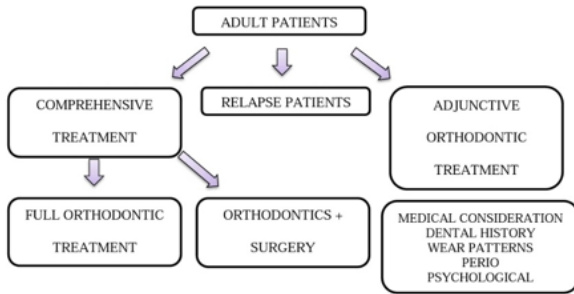 ADULT PATIENTS
COMPREHENSIVE
TREATMENT
RELAPSE PATIENTS
ADJUNCTIVE
ORTHODONTIC
TREATMENT
FULL ORTHODONTIC
TREATMENT
ORTHODONTICS +
SURGERY
MEDICAL CONSIDERATION
DENTAL HISTORY
WEAR PATTERNS
PERIO
PSYCHOLOGICAL